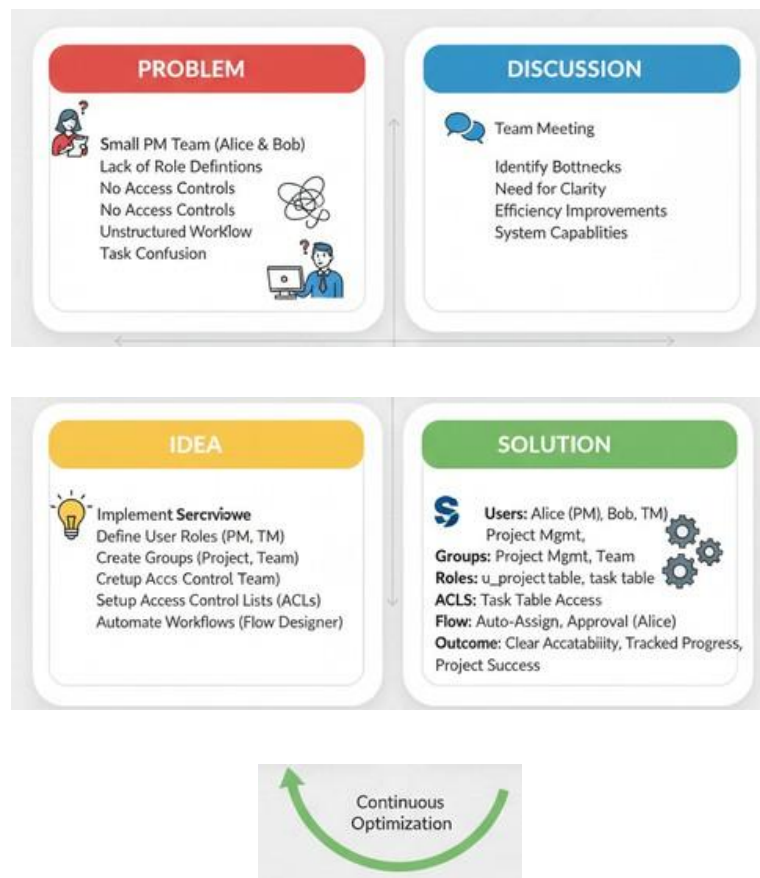 PROBLEM
Small PM Team (Alice & Bob)
Lack of Role Defintions
No Access Controls
No Access Controls
Unstructured Workflow
Task Confusion
DISCUSSION
Team Meeting
Identify Bottnecks
Need for Clarity
Efficiency Improvements
System Capablities
IDEA
Implement Sercrviowe
Define User Roles (PM, TM)
Create Groups (Project, Team)
Cretup Accs Control Team)
Setup Access Control Lists (ACLs)
Automate Workflows (Flow Designer)
SOLUTION
Users: Alice (PM), Bob, TM)
Project Mgmt,
Groups: Project Mgmt, Team
Roles: u_project table, task table
ACLS: Task Table Access
Flow: Auto-Assign, Approval (Alice)
Outcome: Clear Accatabiiity, Tracked Progress,
Project Success
Continuous
Optimization